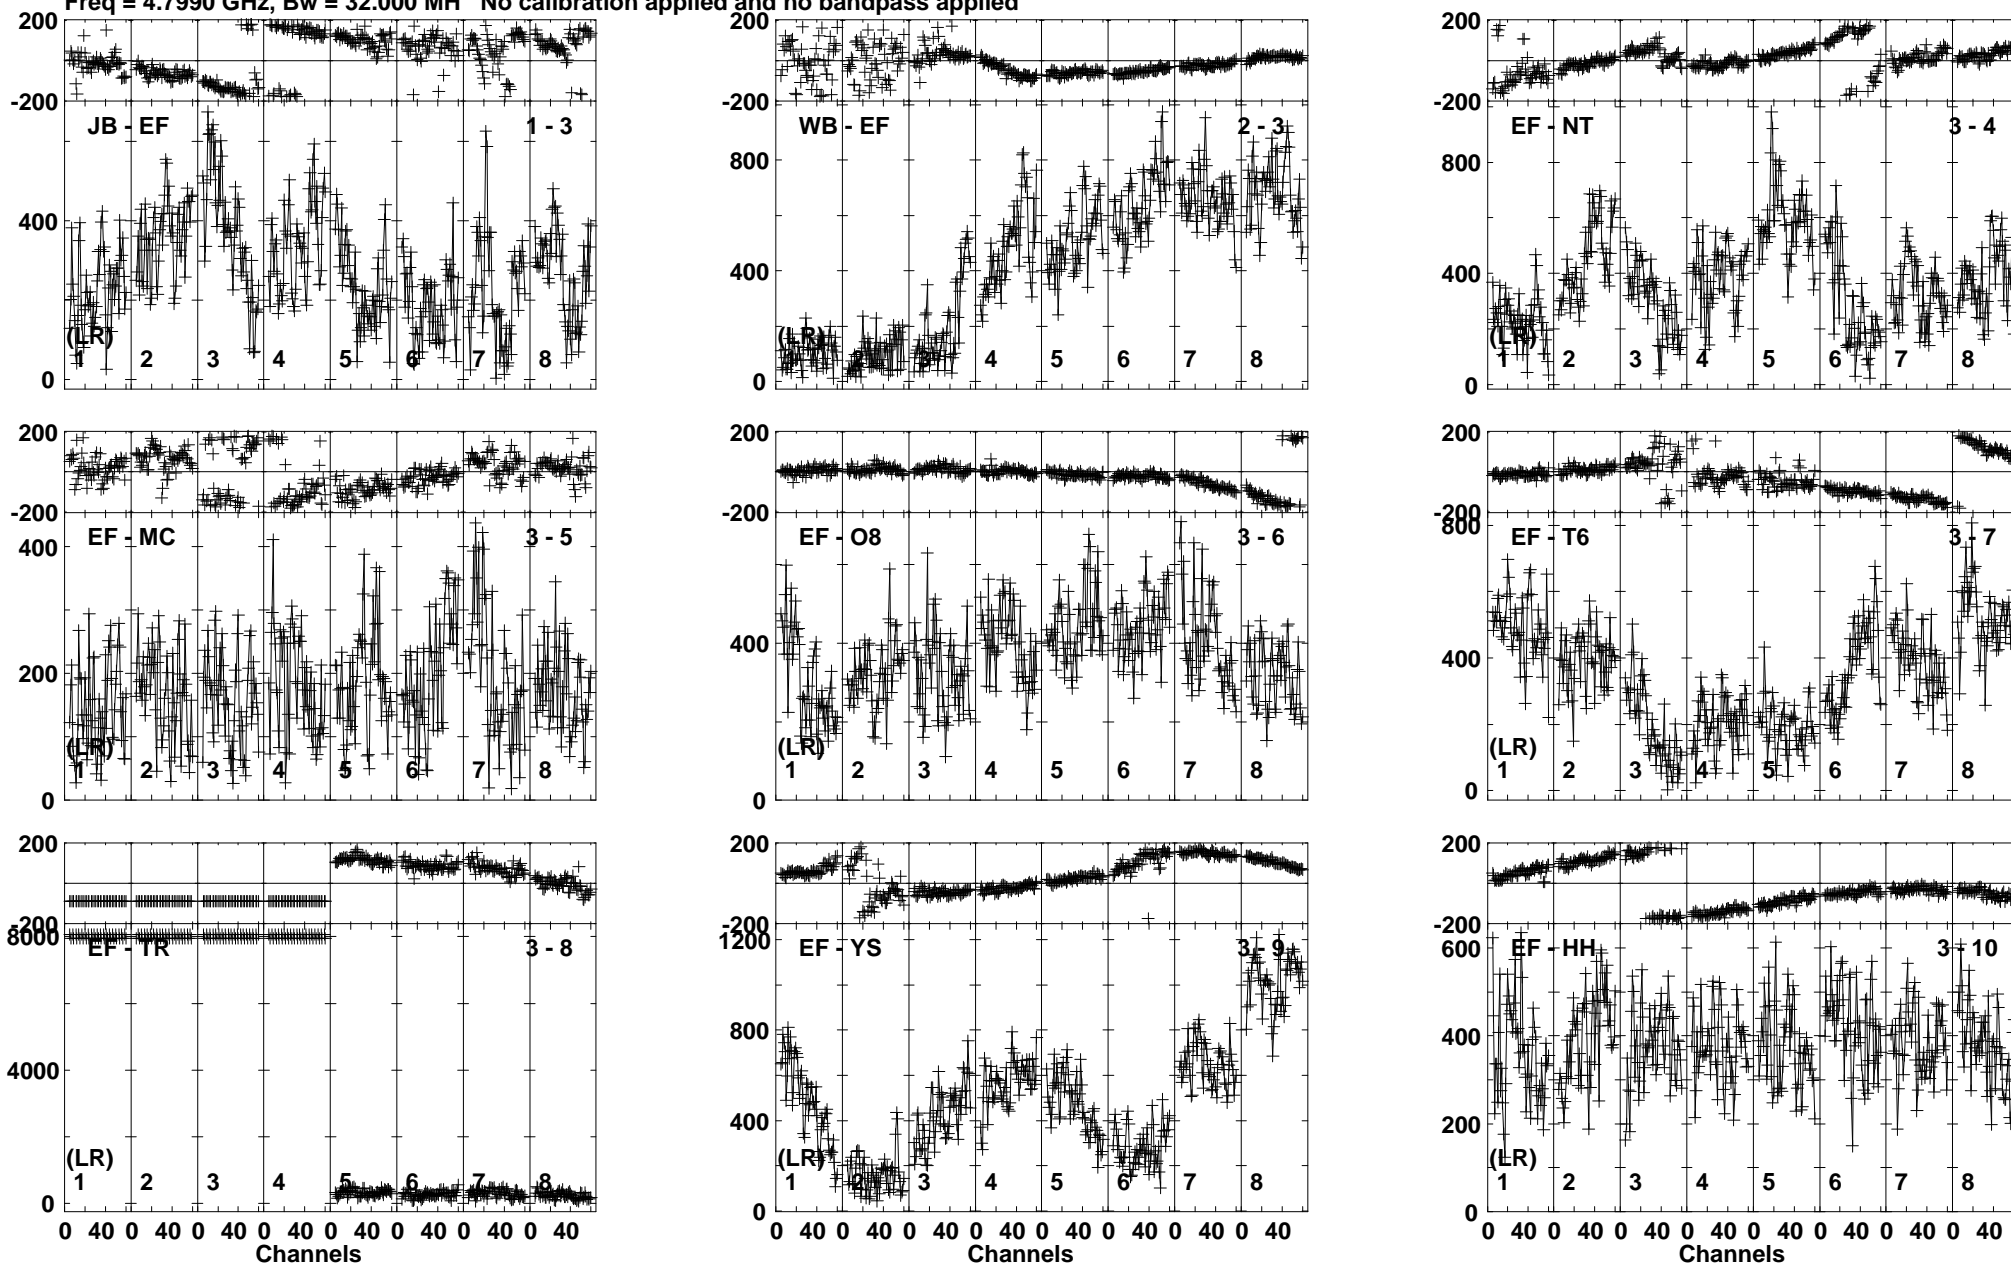 Freq = 4.7990 GHz, Bw = 32.000 MH No calibration applied and no bandpass applied
200
-200
JB - EF 1 - 3
400
0
(LR)
1 2 3 4 5 6 7 8
200
-200
WB - EF 2 - 3
800
400
0
(LR)
1 2 3 4 5 6 7 8
200
-200
EF - NT 3 - 4
800
400
0
(LR)
1 2 3 4 5 6 7 8
200
-200
EF - MC 3 - 5
400
200
0
(LR)
1 2 3 4 5 6 7 8
200
-200
EF - O8 3 - 6
400
0
(LR)
1 2 3 4 5 6 7 8
200
-200
800
EF - T6 3 - 7
400
0
(LR)
1 2 3 4 5 6 7 8
200
-200
8000
EF - TR 3 - 8
4000
0
(LR)
1 2 3 4 5 6 7 8
0 40 0 40 0 40 0 40 0 40 0 40 0 40 0 40
Channels
200
-200
1200
EF - YS 3 - 9
800
400
0
(LR)
1 2 3 4 5 6 7 8
0 40 0 40 0 40 0 40 0 40 0 40 0 40 0 40
Channels
200
-200
600
EF - HH 3 - 10
400
200
0
(LR)
1 2 3 4 5 6 7 8
0 40 0 40 0 40 0 40 0 40 0 40 0 40 0 40
Channels